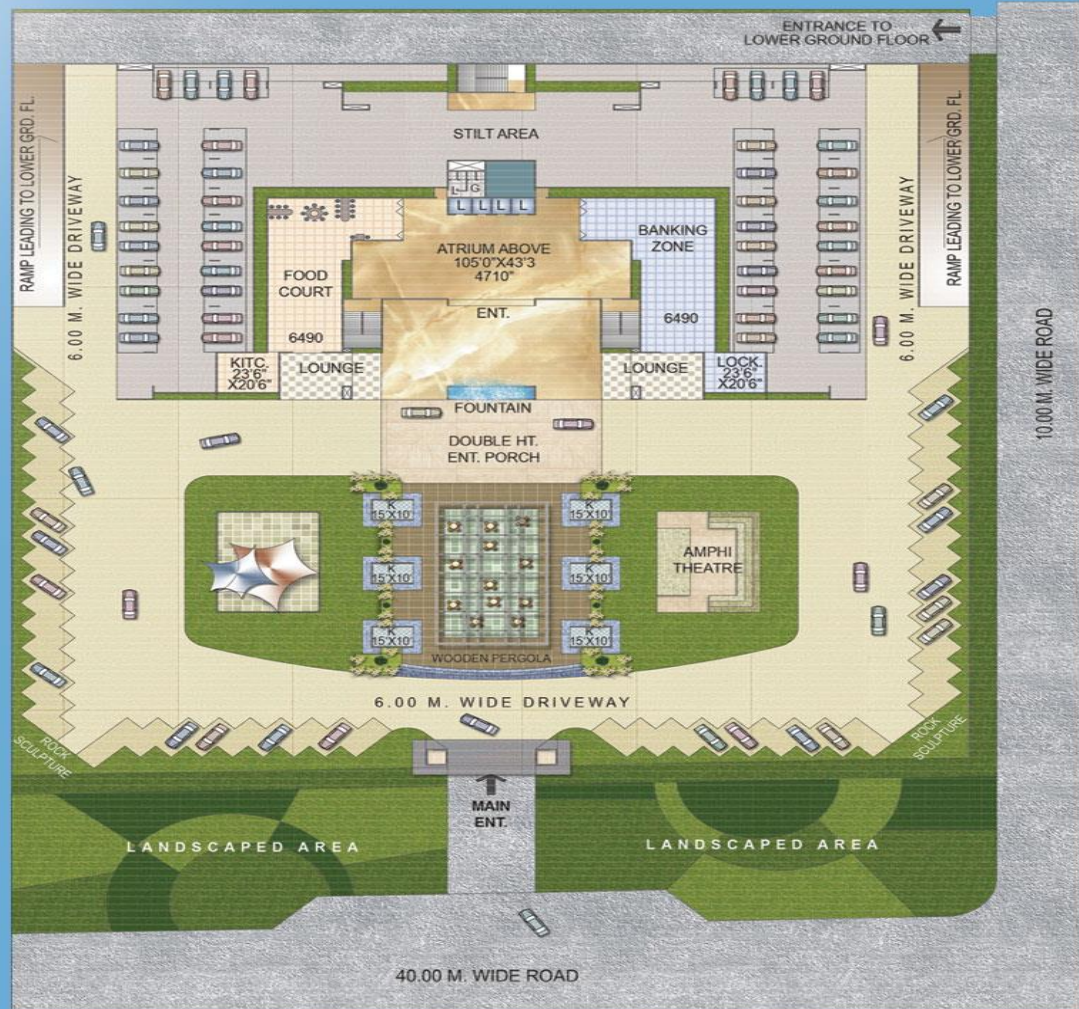 ENTRANCE TO
LOWER GROUND FLOOR
RAMP LEADING TO LOWER GRD. FL.
6.00 M. WIDE DRIVEWAY
STILT AREA
6.00 M. WIDE DRIVEWAY
RAMP LEADING TO LOWER GRD. FL.
L
G
L L L L
ATRIUM ABOVE
105'0"X43'3
4710"
BANKING
ZONE
FOOD
COURT
ENT.
6490
6490
KITC.
23'6"
X20'6"
LOUNGE
LOUNGE
LOCK.
23'6"
X20'6"
10.00 M. WIDE ROAD
FOUNTAIN
DOUBLE HT.
ENT. PORCH
K
15'X10'
K
15'X10'
AMPHI
THEATRE
K
15'X10'
K
15'X10'
K
15'X10'
K
15'X10'
WOODEN PERGOLA
6.00 M. WIDE DRIVEWAY
ROCK
SCULPTURE
ROCK
SCULPTURE
MAIN
ENT.
LANDSCAPED AREA
LANDSCAPED AREA
40.00 M. WIDE ROAD